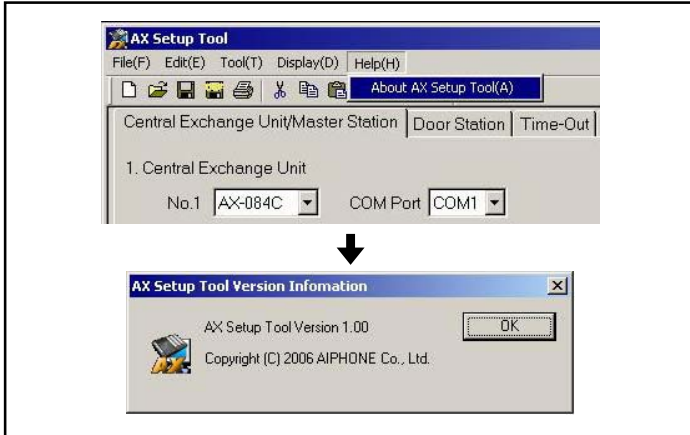 AX Setup Tool
File(F) Edit(E) Tool(T) Display(D) Help(H)
About AX Setup Tool(A)
Central Exchange Unit/Master Station Door Station Time-Out
1. Central Exchange Unit
No.1 AX-084C COM Port COM1
AX Setup Tool Version Infomation
AX Setup Tool Version 1.00 OK
Copyright (C) 2006 AIPHONE Co., Ltd.